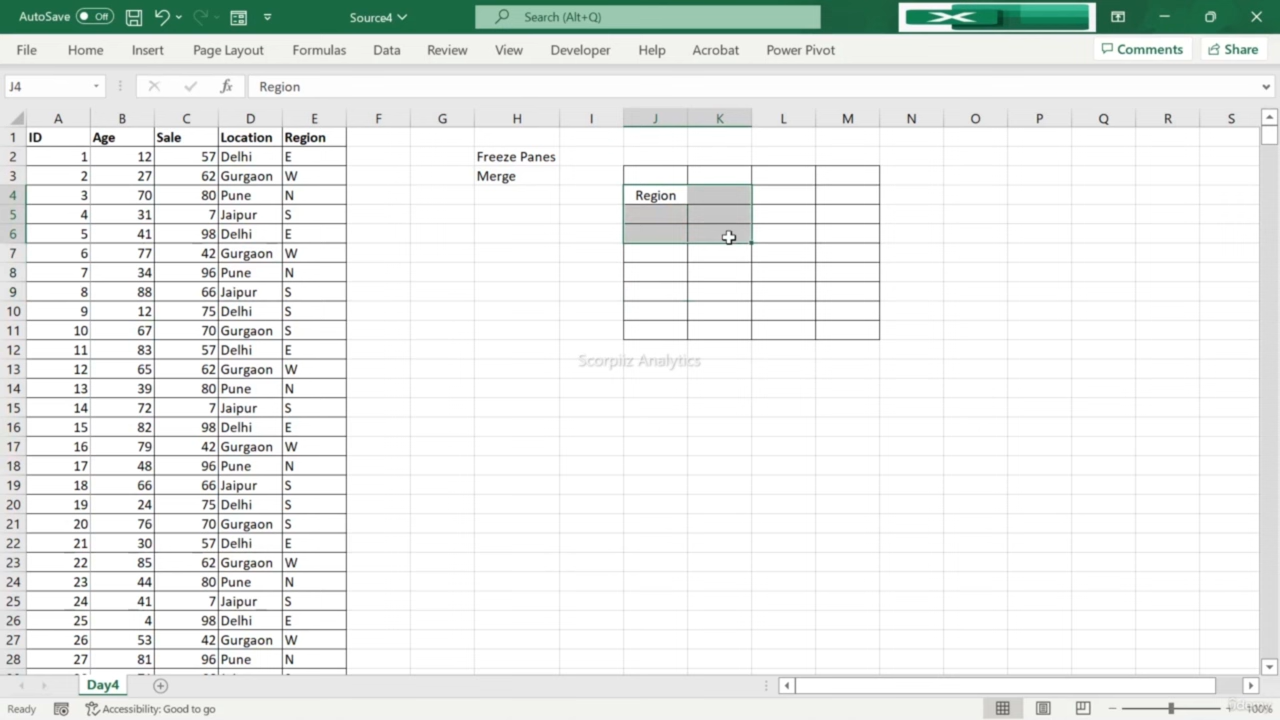 AutoSave Off Source4 Search (Alt+Q)
File Home Insert Page Layout Formulas Data Review View Developer Help Acrobat Power Pivot Comments Share
J4 fx Region
A B C D E F G H I J K L M N O P Q R S
1 ID Age Sale Location Region
2 1 12 57 Delhi E Freeze Panes
3 2 27 62 Gurgaon W Merge
4 3 70 80 Pune N Region
5 4 31 7 Jaipur S
6 5 41 98 Delhi E
7 6 77 42 Gurgaon W
8 7 34 96 Pune N
9 8 88 66 Jaipur S
10 9 12 75 Delhi S
11 10 67 70 Gurgaon S
12 11 83 57 Delhi E
Scorpiiz Analytics
13 12 65 62 Gurgaon W
14 13 39 80 Pune N
15 14 72 7 Jaipur S
16 15 82 98 Delhi E
17 16 79 42 Gurgaon W
18 17 48 96 Pune N
19 18 66 66 Jaipur S
20 19 24 75 Delhi S
21 20 76 70 Gurgaon S
22 21 30 57 Delhi E
23 22 85 62 Gurgaon W
24 23 44 80 Pune N
25 24 41 7 Jaipur S
26 25 4 98 Delhi E
27 26 53 42 Gurgaon W
28 27 81 96 Pune N
Day4
Ready Accessibility: Good to go 100%